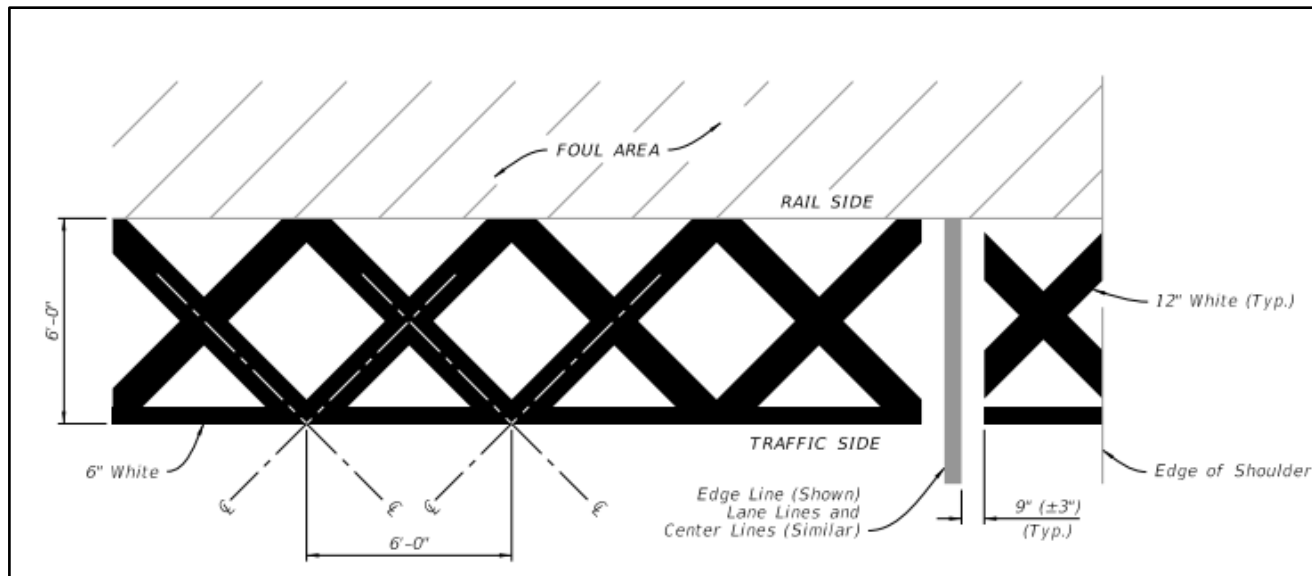 FOUL AREA
RAIL SIDE
6'-0"
12" White (Typ.)
TRAFFIC SIDE
6" White
Edge of Shoulder
℄
℄
℄
℄
Edge Line (Shown)
Lane Lines and
Center Lines (Similar)
9" (±3")
(Typ.)
6'-0"